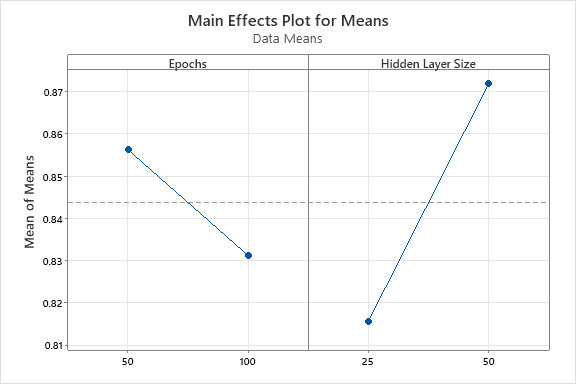 Main Effects Plot for Means
Data Means
Epochs
Hidden Layer Size
Mean of Means
0.87
0.86
0.85
0.84
0.83
0.82
0.81
50
100
25
50